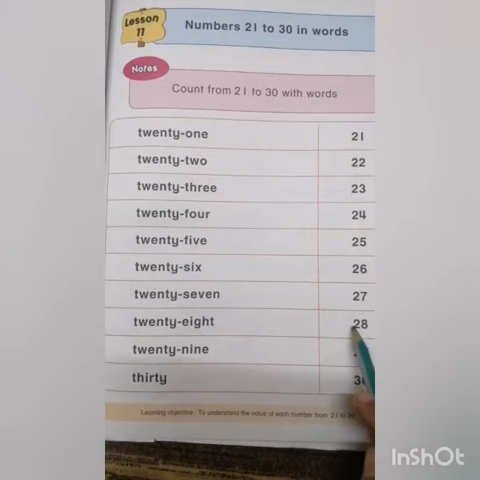 Lesson
11
Numbers 21 to 30 in words
Notes
Count from 21 to 30 with words
twenty-one 21
twenty-two 22
twenty-three 23
twenty-four 24
twenty-five 25
twenty-six 26
twenty-seven 27
twenty-eight 28
twenty-nine
thirty 30
Learning objective : To understand the value of each number from 21 to 30
InShOt